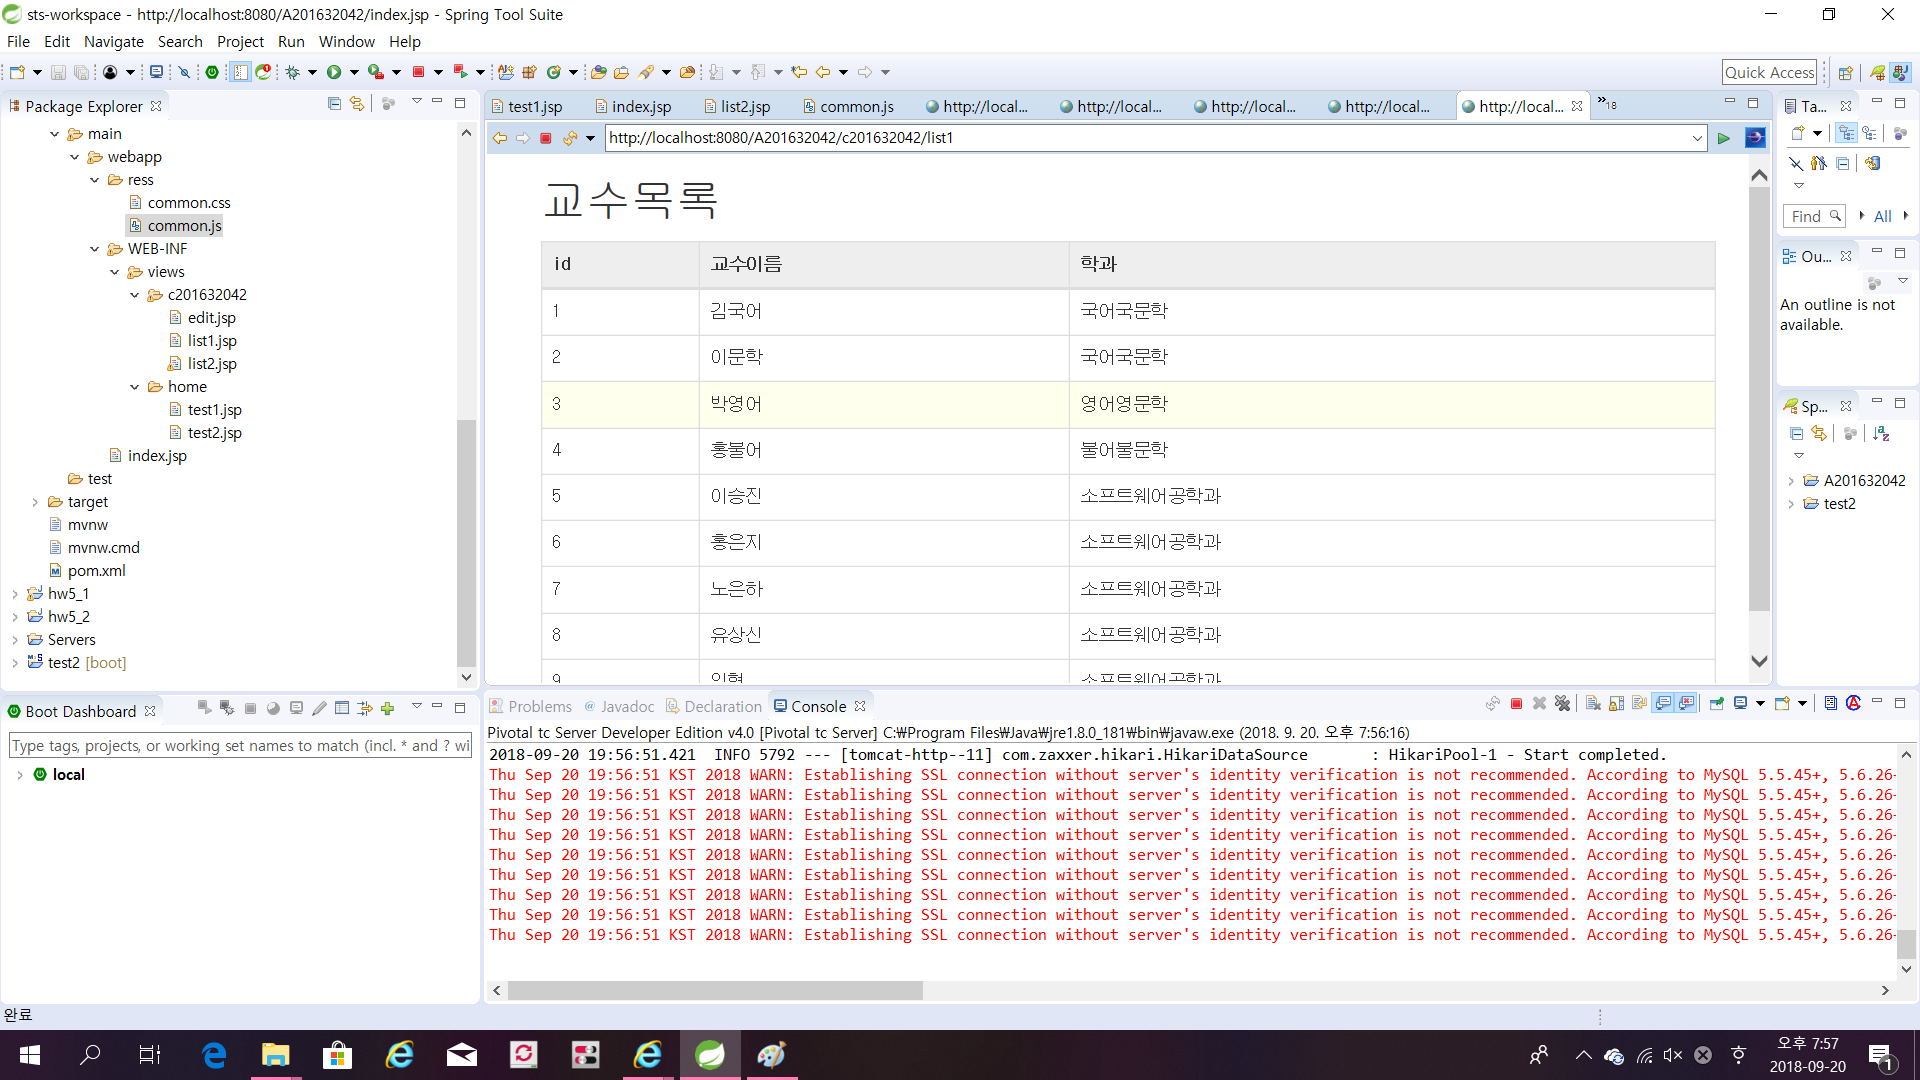 sts-workspace - http://localhost:8080/A201632042/index.jsp - Spring Tool Suite
File Edit Navigate Search Project Run Window Help
Quick Access
Package Explorer
main
webapp
ress
common.css
common.js
WEB-INF
views
c201632042
edit.jsp
list1.jsp
list2.jsp
home
test1.jsp
test2.jsp
index.jsp
test
target
mvnw
mvnw.cmd
pom.xml
hw5_1
hw5_2
Servers
test2 [boot]
Boot Dashboard
Type tags, projects, or working set names to match (incl. * and ? wi
local
test1.jsp index.jsp list2.jsp common.js http://local... http://local... http://local... http://local... http://local... »18
http://localhost:8080/A201632042/c201632042/list1
교수목록
id 교수이름 학과
1 김국어 국어국문학
2 이문학 국어국문학
3 박영어 영어영문학
4 홍불어 불어불문학
5 이승진 소프트웨어공학과
6 홍은지 소프트웨어공학과
7 노은하 소프트웨어공학과
8 유상신 소프트웨어공학과
9 소프트웨어공학과
Ta...
Find All
Ou...
An outline is not
available.
Sp...
A201632042
test2
Problems Javadoc Declaration Console
Pivotal tc Server Developer Edition v4.0 [Pivotal tc Server] C:₩Program Files₩Java₩jre1.8.0_181₩bin₩javaw.exe (2018. 9. 20. 오후 7:56:16)
2018-09-20 19:56:51.421 INFO 5792 --- [tomcat-http--11] com.zaxxer.hikari.HikariDataSource : HikariPool-1 - Start completed.
Thu Sep 20 19:56:51 KST 2018 WARN: Establishing SSL connection without server's identity verification is not recommended. According to MySQL 5.5.45+, 5.6.26+
Thu Sep 20 19:56:51 KST 2018 WARN: Establishing SSL connection without server's identity verification is not recommended. According to MySQL 5.5.45+, 5.6.26+
Thu Sep 20 19:56:51 KST 2018 WARN: Establishing SSL connection without server's identity verification is not recommended. According to MySQL 5.5.45+, 5.6.26+
Thu Sep 20 19:56:51 KST 2018 WARN: Establishing SSL connection without server's identity verification is not recommended. According to MySQL 5.5.45+, 5.6.26+
Thu Sep 20 19:56:51 KST 2018 WARN: Establishing SSL connection without server's identity verification is not recommended. According to MySQL 5.5.45+, 5.6.26+
Thu Sep 20 19:56:51 KST 2018 WARN: Establishing SSL connection without server's identity verification is not recommended. According to MySQL 5.5.45+, 5.6.26+
Thu Sep 20 19:56:51 KST 2018 WARN: Establishing SSL connection without server's identity verification is not recommended. According to MySQL 5.5.45+, 5.6.26+
Thu Sep 20 19:56:51 KST 2018 WARN: Establishing SSL connection without server's identity verification is not recommended. According to MySQL 5.5.45+, 5.6.26+
Thu Sep 20 19:56:51 KST 2018 WARN: Establishing SSL connection without server's identity verification is not recommended. According to MySQL 5.5.45+, 5.6.26+
완료
오후 7:57
2018-09-20
1